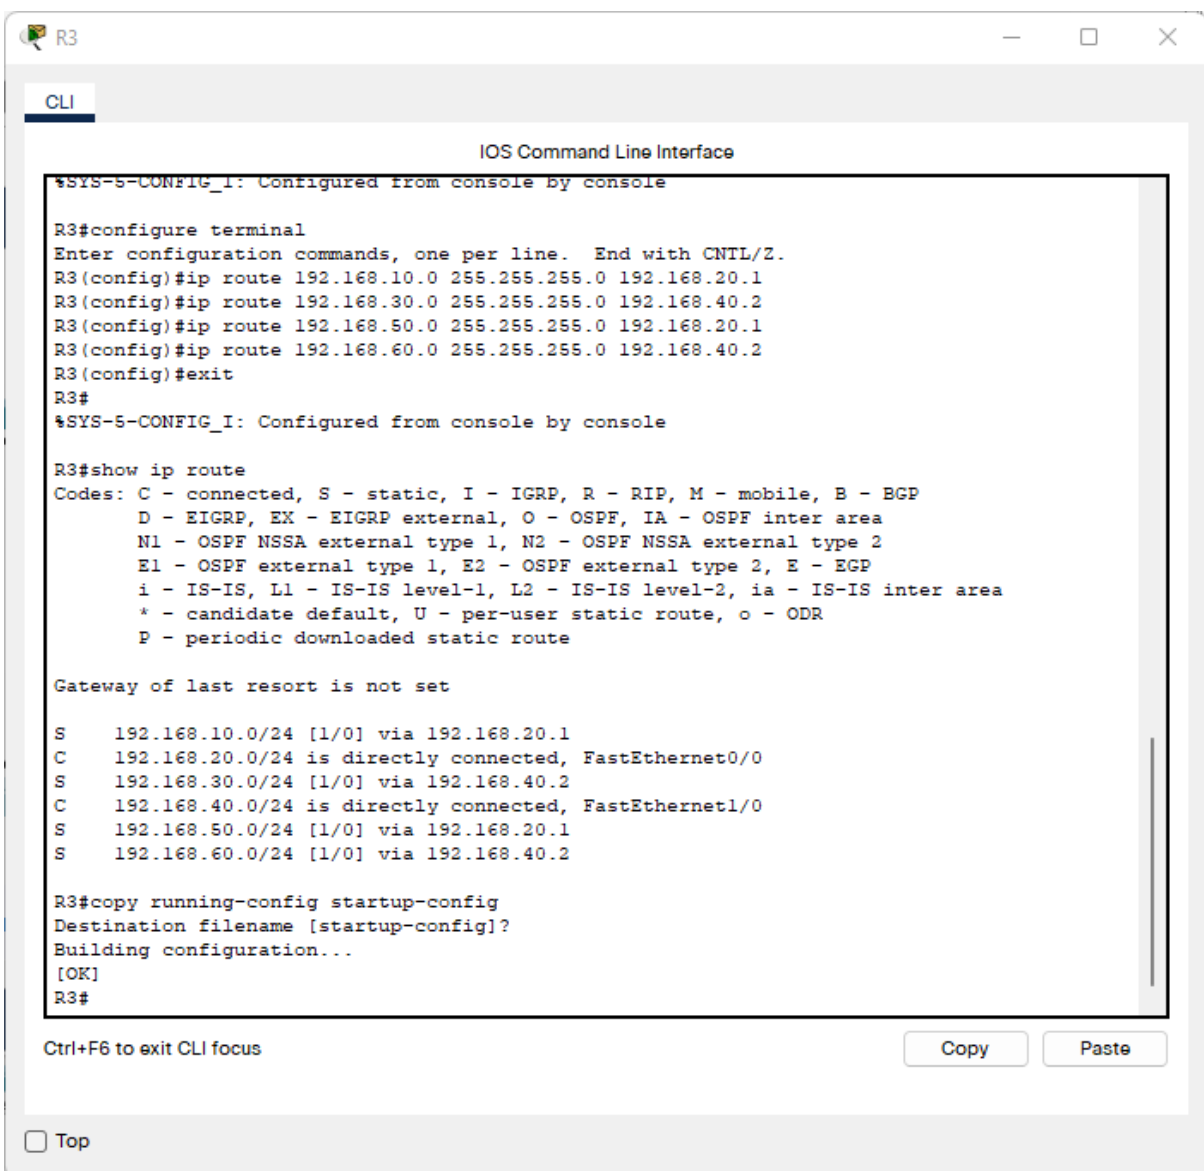 R3
CLI
IOS Command Line Interface
%SYS-5-CONFIG_I: Configured from console by console
R3#configure terminal
Enter configuration commands, one per line.  End with CNTL/Z.
R3(config)#ip route 192.168.10.0 255.255.255.0 192.168.20.1
R3(config)#ip route 192.168.30.0 255.255.255.0 192.168.40.2
R3(config)#ip route 192.168.50.0 255.255.255.0 192.168.20.1
R3(config)#ip route 192.168.60.0 255.255.255.0 192.168.40.2
R3(config)#exit
R3#
%SYS-5-CONFIG_I: Configured from console by console
R3#show ip route
Codes: C - connected, S - static, I - IGRP, R - RIP, M - mobile, B - BGP
       D - EIGRP, EX - EIGRP external, O - OSPF, IA - OSPF inter area
       N1 - OSPF NSSA external type 1, N2 - OSPF NSSA external type 2
       E1 - OSPF external type 1, E2 - OSPF external type 2, E - EGP
       i - IS-IS, L1 - IS-IS level-1, L2 - IS-IS level-2, ia - IS-IS inter area
       * - candidate default, U - per-user static route, o - ODR
       P - periodic downloaded static route
Gateway of last resort is not set
S    192.168.10.0/24 [1/0] via 192.168.20.1
C    192.168.20.0/24 is directly connected, FastEthernet0/0
S    192.168.30.0/24 [1/0] via 192.168.40.2
C    192.168.40.0/24 is directly connected, FastEthernet1/0
S    192.168.50.0/24 [1/0] via 192.168.20.1
S    192.168.60.0/24 [1/0] via 192.168.40.2
R3#copy running-config startup-config
Destination filename [startup-config]?
Building configuration...
[OK]
R3#
Ctrl+F6 to exit CLI focus
Copy
Paste
Top